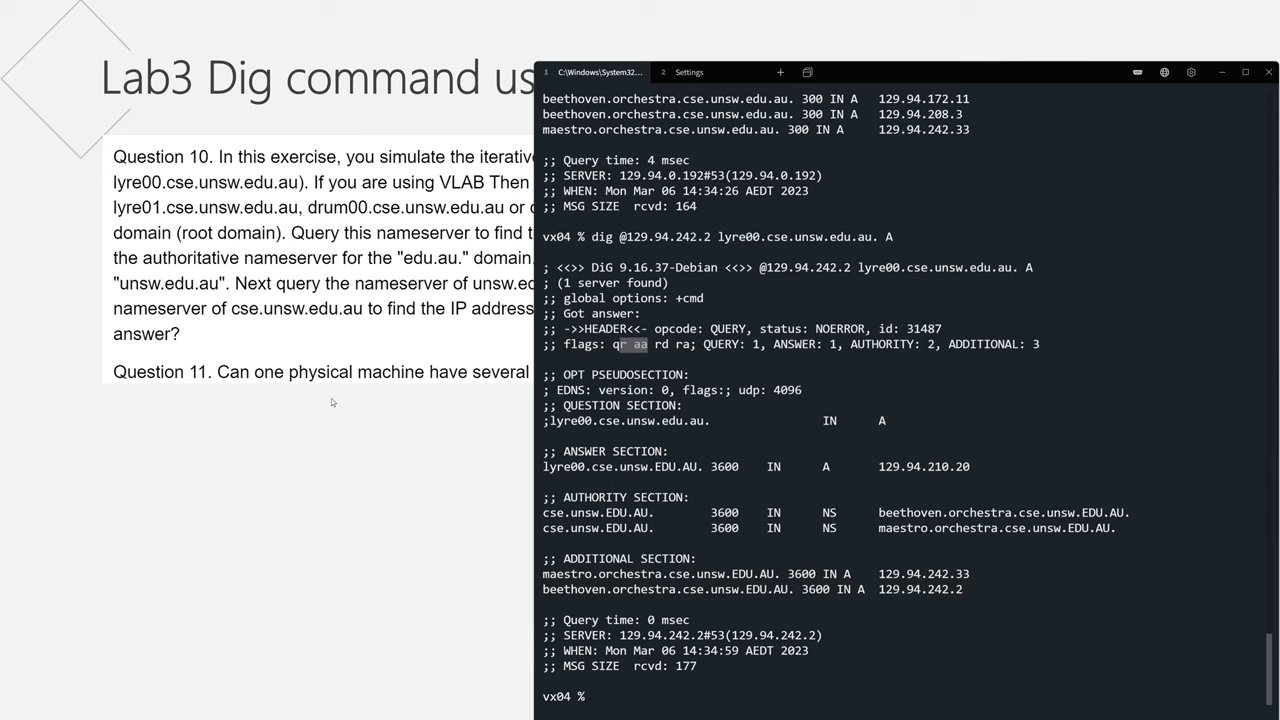 Lab3 Dig command us
Question 10. In this exercise, you simulate the iterativ
lyre00.cse.unsw.edu.au). If you are using VLAB Then
lyre01.cse.unsw.edu.au, drum00.cse.unsw.edu.au or
domain (root domain). Query this nameserver to find
the authoritative nameserver for the "edu.au." domain.
"unsw.edu.au". Next query the nameserver of
nameserver of cse.unsw.edu.au to find the IP address
answer?
Question 11. Can one physical machine have several
1 C:\Windows\System32... 2 Settings
beethoven.orchestra.cse.unsw.edu.au. 300 IN A 129.94.172.11
beethoven.orchestra.cse.unsw.edu.au. 300 IN A 129.94.208.3
maestro.orchestra.cse.unsw.edu.au. 300 IN A 129.94.242.33
;; Query time: 4 msec
;; SERVER: 129.94.0.192#53(129.94.0.192)
;; WHEN: Mon Mar 06 14:34:26 AEDT 2023
;; MSG SIZE rcvd: 164
vx04 % dig @129.94.242.2 lyre00.cse.unsw.edu.au. A
; <<>> DiG 9.16.37-Debian <<>> @129.94.242.2 lyre00.cse.unsw.edu.au. A
; (1 server found)
;; global options: +cmd
;; Got answer:
;; ->>HEADER<<- opcode: QUERY, status: NOERROR, id: 31487
;; flags: qr aa rd ra; QUERY: 1, ANSWER: 1, AUTHORITY: 2, ADDITIONAL: 3
;; OPT PSEUDOSECTION:
; EDNS: version: 0, flags:; udp: 4096
;; QUESTION SECTION:
;lyre00.cse.unsw.edu.au. IN A
;; ANSWER SECTION:
lyre00.cse.unsw.EDU.AU. 3600 IN A 129.94.210.20
;; AUTHORITY SECTION:
cse.unsw.EDU.AU. 3600 IN NS beethoven.orchestra.cse.unsw.EDU.AU.
cse.unsw.EDU.AU. 3600 IN NS maestro.orchestra.cse.unsw.EDU.AU.
;; ADDITIONAL SECTION:
maestro.orchestra.cse.unsw.EDU.AU. 3600 IN A 129.94.242.33
beethoven.orchestra.cse.unsw.EDU.AU. 3600 IN A 129.94.242.2
;; Query time: 0 msec
;; SERVER: 129.94.242.2#53(129.94.242.2)
;; WHEN: Mon Mar 06 14:34:59 AEDT 2023
;; MSG SIZE rcvd: 177
vx04 %